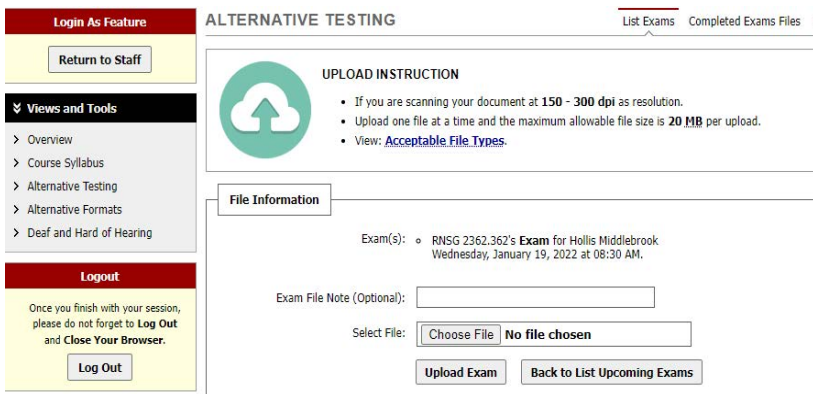 Login As Feature
Return to Staff
Views and Tools
Overview
Course Syllabus
Alternative Testing
Alternative Formats
Deaf and Hard of Hearing
Logout
Once you finish with your session,
please do not forget to Log Out
and Close Your Browser.
Log Out
ALTERNATIVE TESTING
List Exams
Completed Exams Files
UPLOAD INSTRUCTION
If you are scanning your document at 150 - 300 dpi as resolution.
Upload one file at a time and the maximum allowable file size is 20 MB per upload.
View: Acceptable File Types.
File Information
Exam(s): RNSG 2362.362's Exam for Hollis Middlebrook
Wednesday, January 19, 2022 at 08:30 AM.
Exam File Note (Optional):
Select File: Choose File No file chosen
Upload Exam Back to List Upcoming Exams